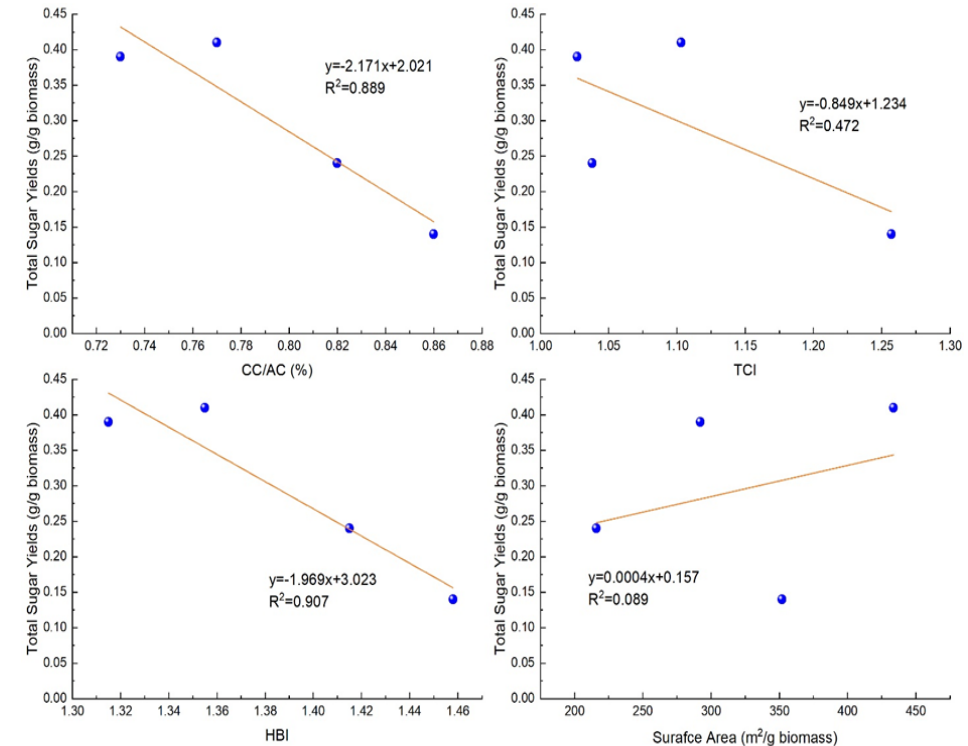 Total Sugar Yields (g/g biomass)
0.45
0.40
0.35
0.30
0.25
0.20
0.15
0.10
0.05
0.00
y=-2.171x+2.021
R²=0.889
0.72 0.74 0.76 0.78 0.80 0.82 0.84 0.86 0.88
CC/AC (%)
Total Sugar Yields (g/g biomass)
0.45
0.40
0.35
0.30
0.25
0.20
0.15
0.10
0.05
0.00
y=-0.849x+1.234
R²=0.472
1.00 1.05 1.10 1.15 1.20 1.25 1.30
TCI
Total Sugar Yields (g/g biomass)
0.45
0.40
0.35
0.30
0.25
0.20
0.15
0.10
0.05
0.00
y=-1.969x+3.023
R²=0.907
1.30 1.32 1.34 1.36 1.38 1.40 1.42 1.44 1.46
HBI
Total Sugar Yields (g/g biomass)
0.45
0.40
0.35
0.30
0.25
0.20
0.15
0.10
0.05
0.00
y=0.0004x+0.157
R²=0.089
200 250 300 350 400 450
Surafce Area (m²/g biomass)